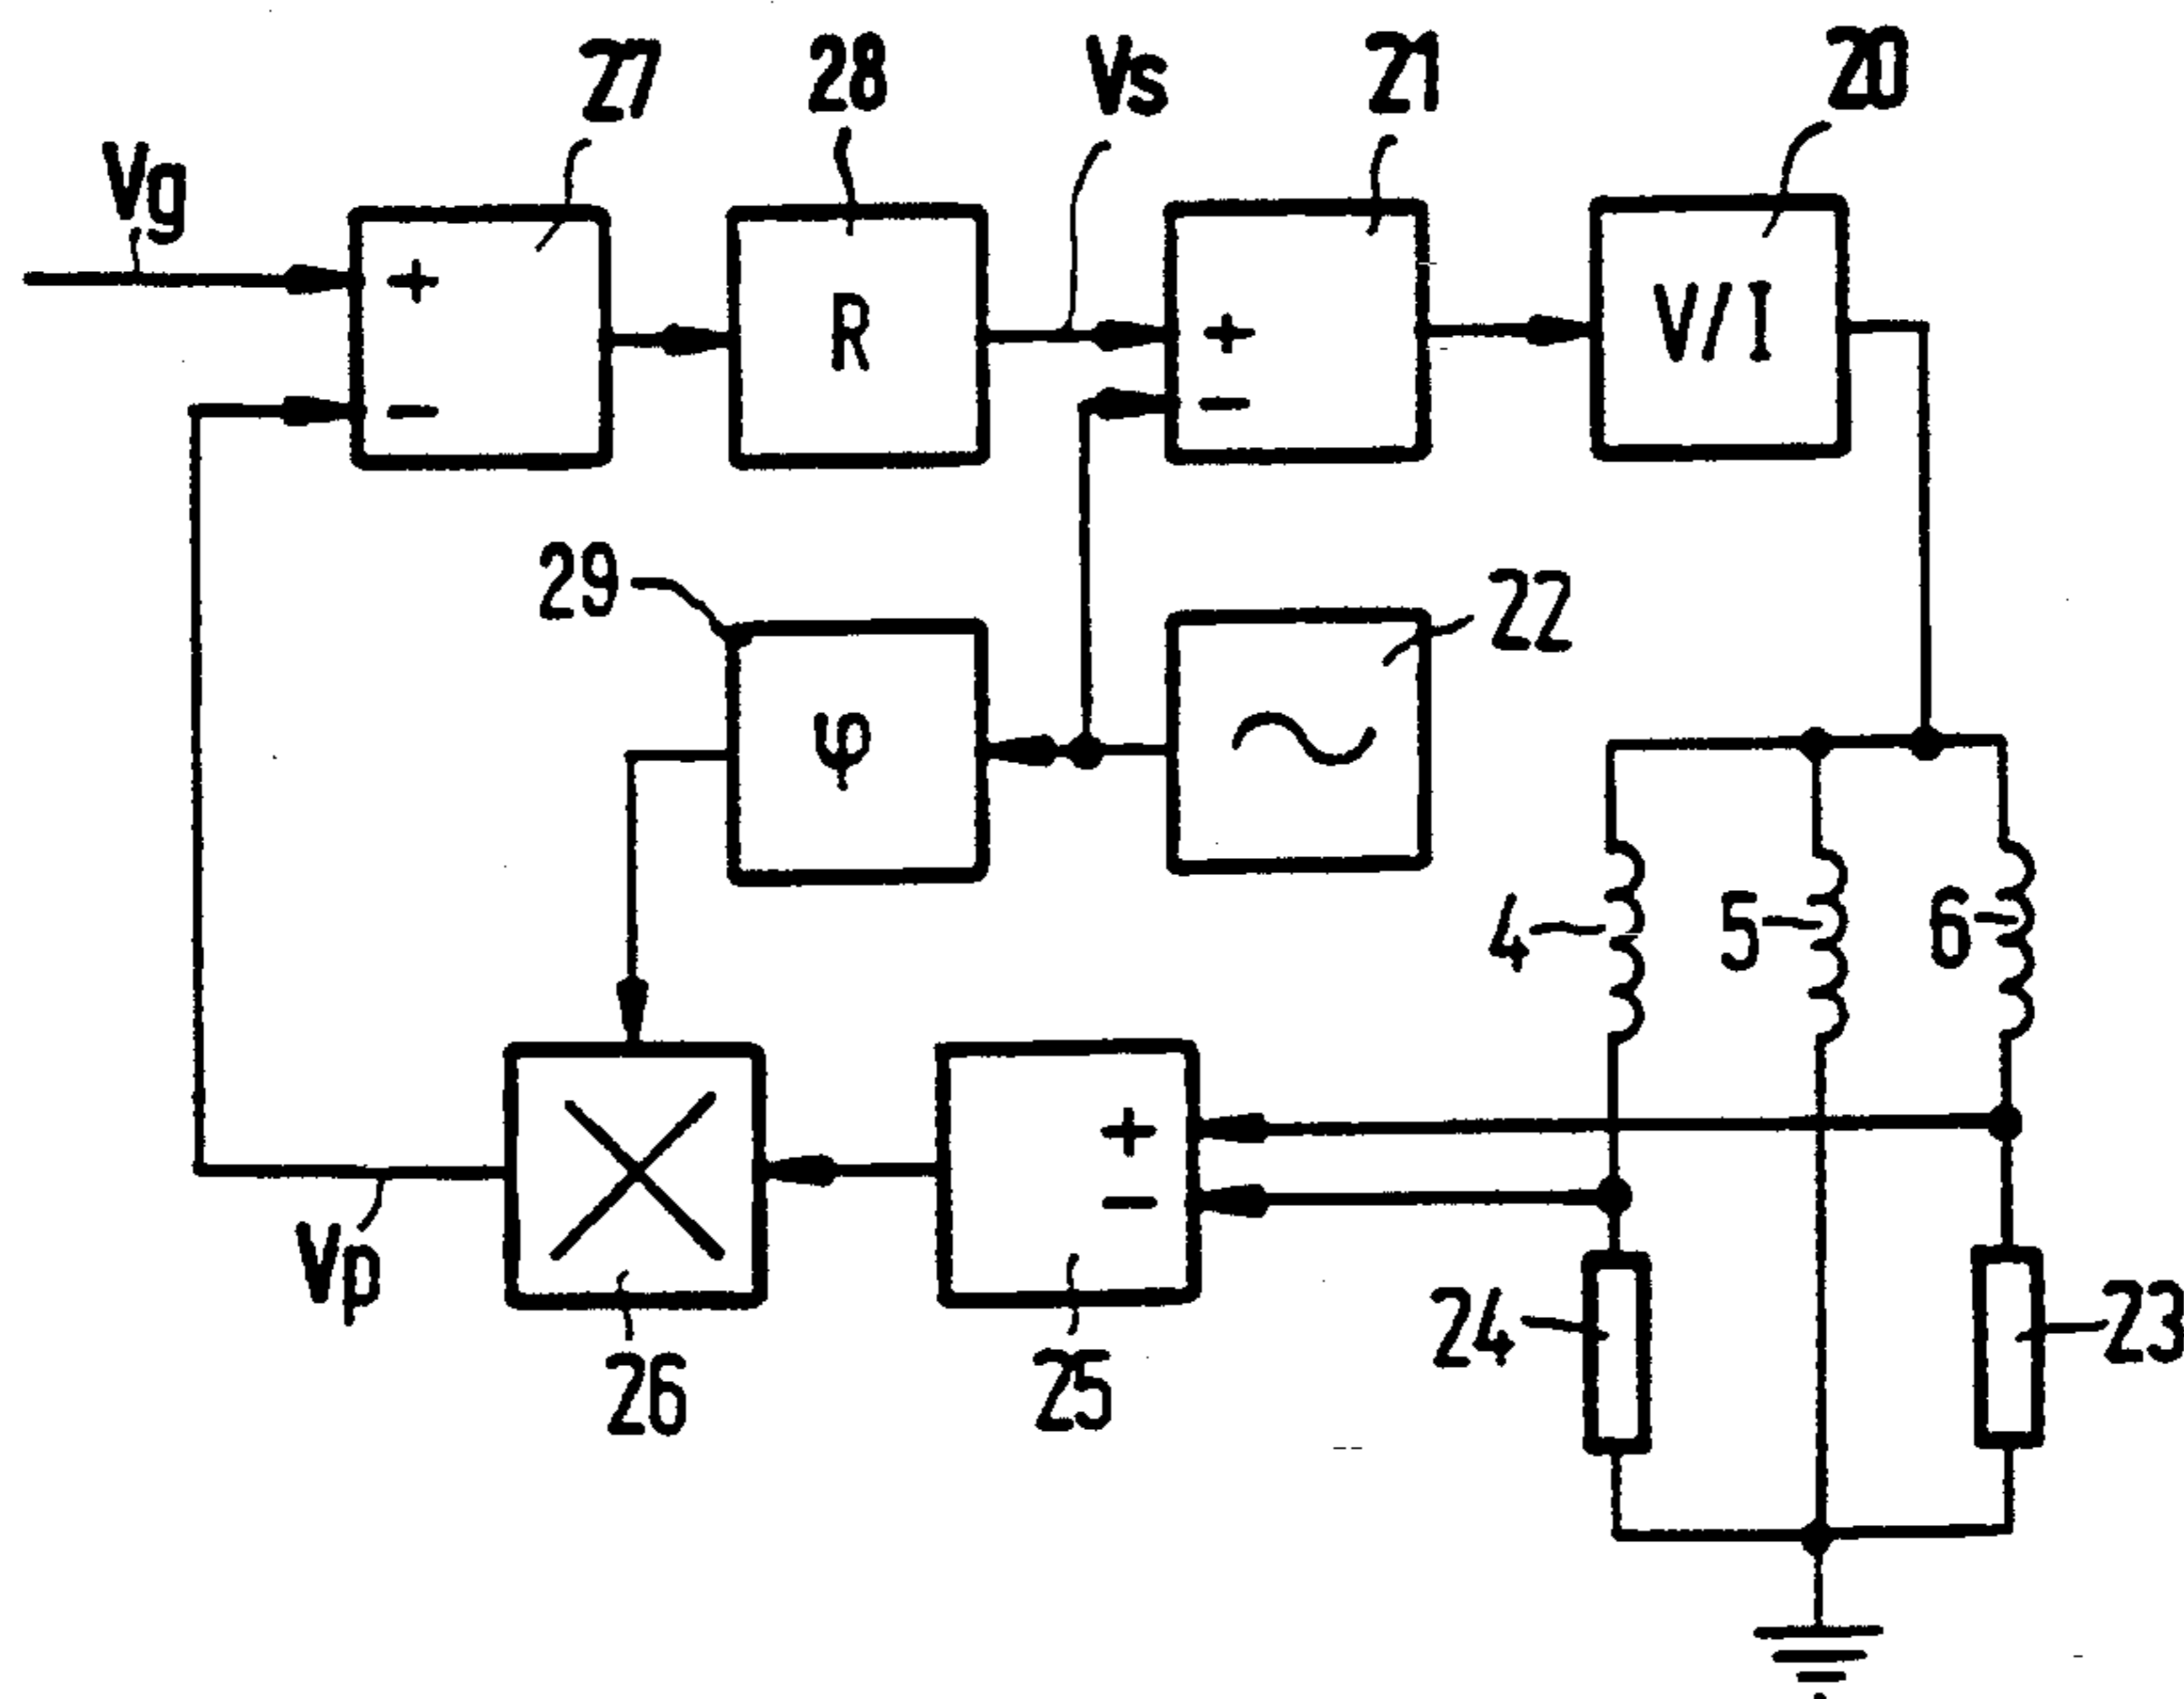 27 28 Vs 21 20
Vg
+ R + V/I
− −
29 22
φ ~
4 5 6
+
−
Vp
24 23
26 25